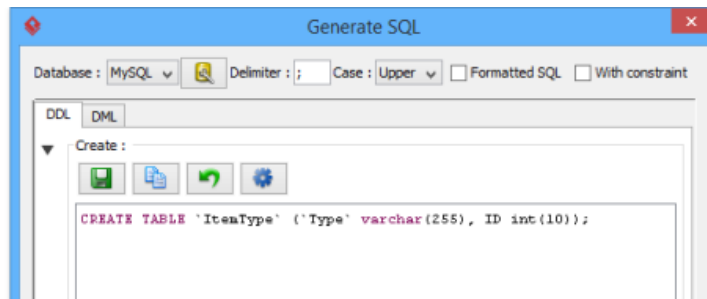 Generate SQL
Database : MySQL Delimiter : ; Case : Upper Formatted SQL With constraint
DDL DML
Create :
CREATE TABLE `ItemType` (`Type` varchar(255), ID int(10));